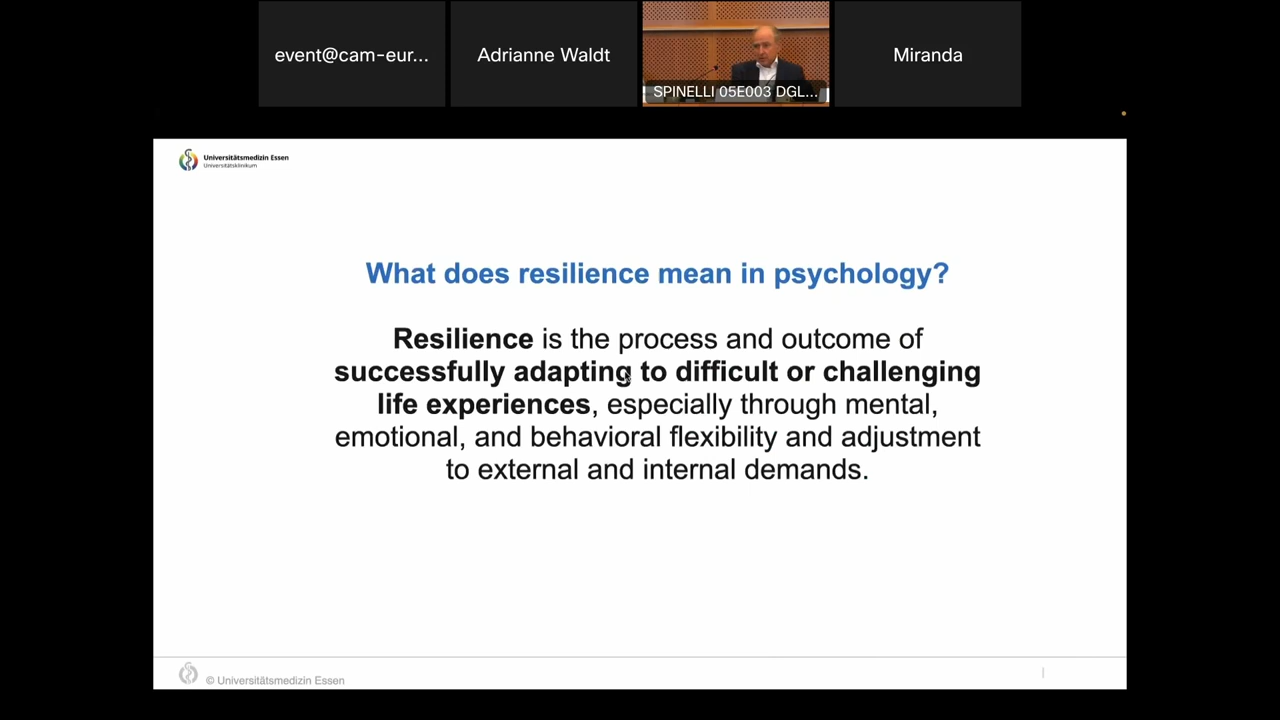 event@cam-eur...
Adrianne Waldt
SPINELLI 05E003 DGL...
Miranda
Universitätsmedizin Essen
Universitätsklinikum
What does resilience mean in psychology?
Resilience is the process and outcome of
successfully adapting to difficult or challenging
life experiences, especially through mental,
emotional, and behavioral flexibility and adjustment
to external and internal demands.
© Universitätsmedizin Essen